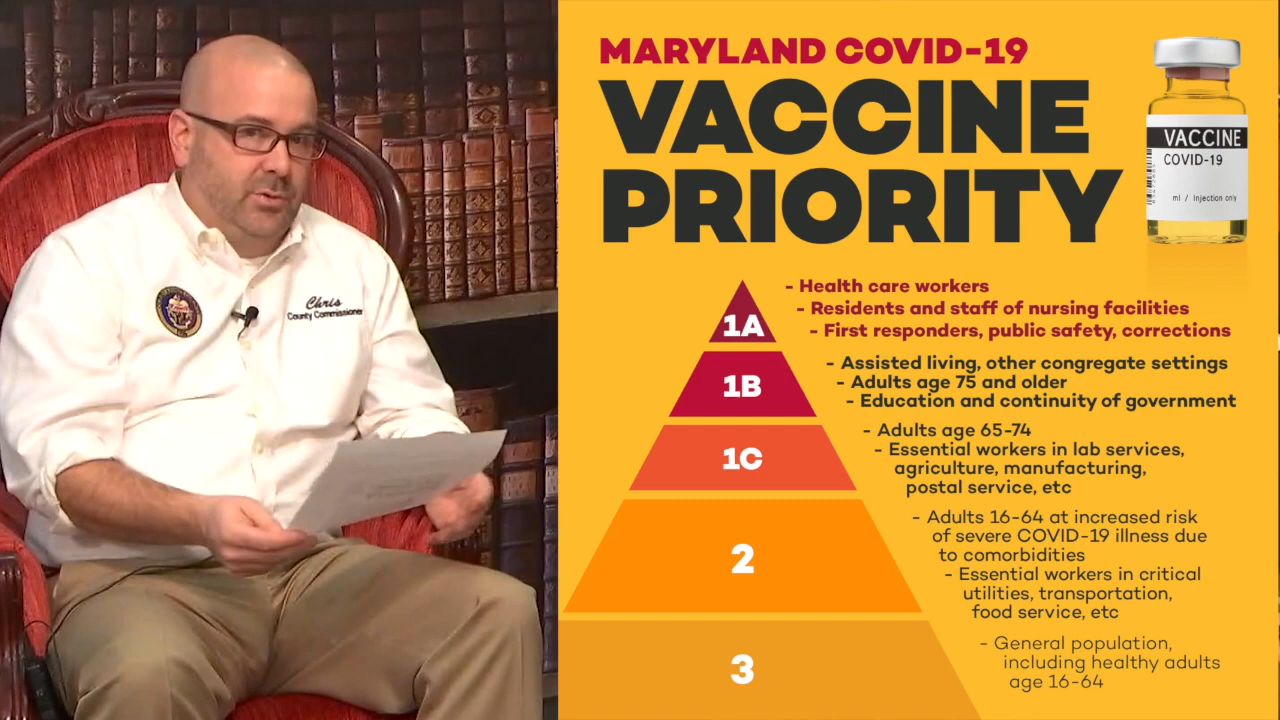 Chris
County Commissioner
MARYLAND COVID-19
VACCINE
PRIORITY
VACCINE
COVID-19
ml / Injection only
1A
- Health care workers
- Residents and staff of nursing facilities
- First responders, public safety, corrections
1B
- Assisted living, other congregate settings
- Adults age 75 and older
- Education and continuity of government
1C
- Adults age 65-74
- Essential workers in lab services,
agriculture, manufacturing,
postal service, etc
2
- Adults 16-64 at increased risk
of severe COVID-19 illness due
to comorbidities
- Essential workers in critical
utilities, transportation,
food service, etc
3
- General population,
including healthy adults
age 16-64